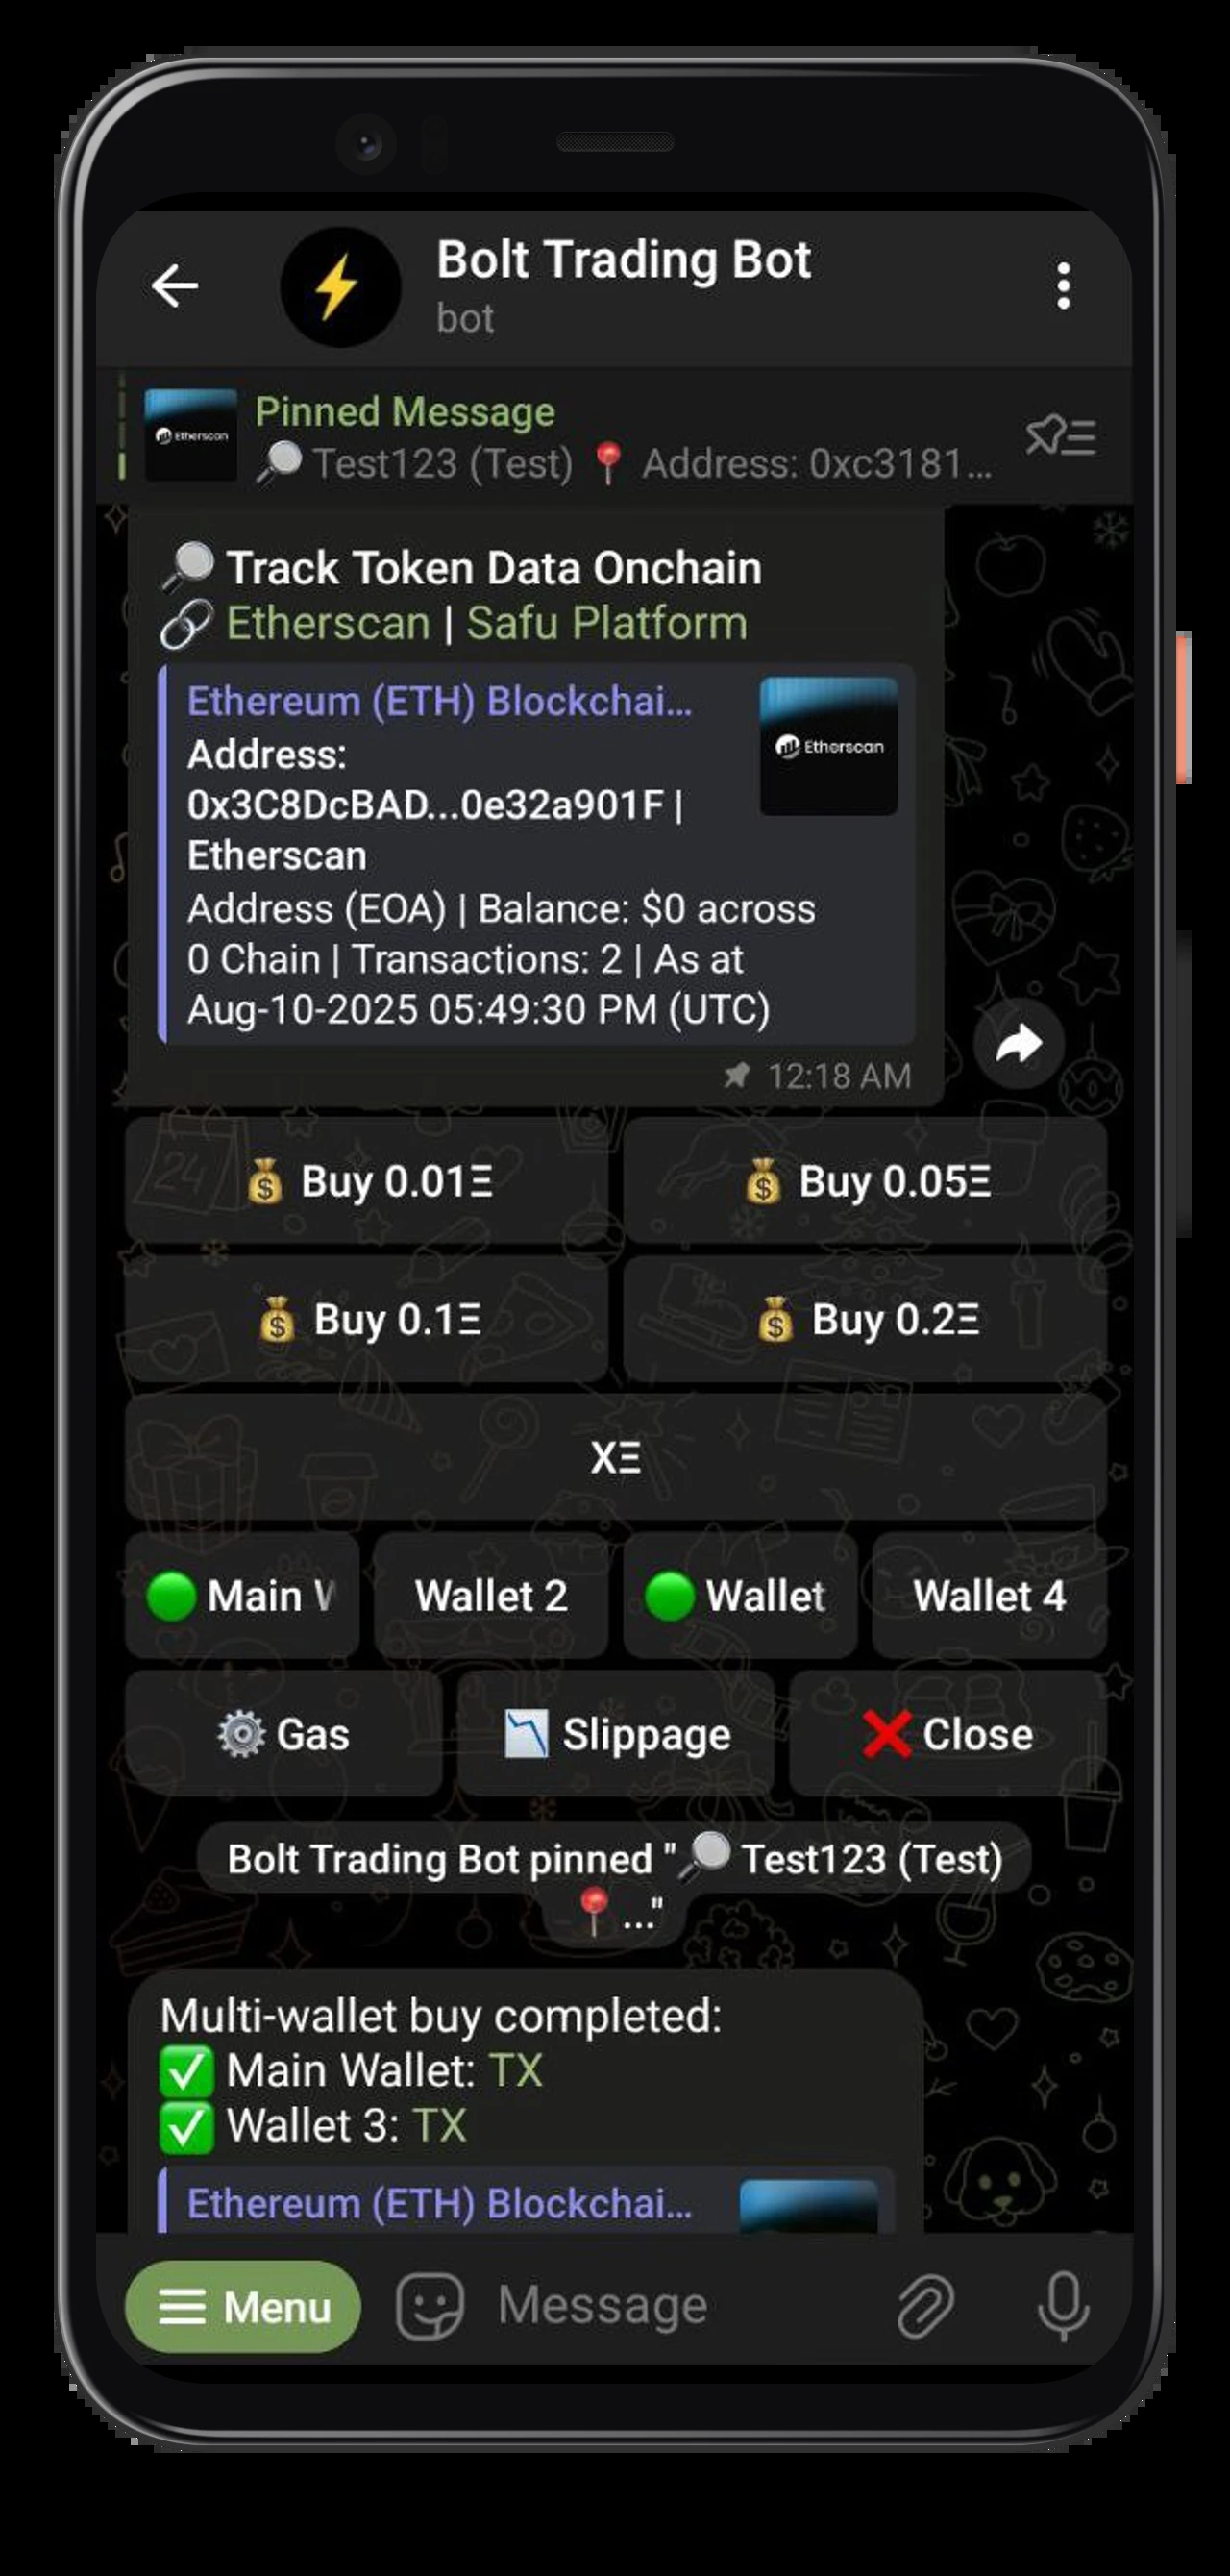 Bolt Trading Bot
bot
Pinned Message
Etherscan
🔎 Test123 (Test) 📍 Address: 0xc3181...
🔎 Track Token Data Onchain
🔗 Etherscan | Safu Platform
Ethereum (ETH) Blockchai...
Address:
0x3C8DcBAD...0e32a901F |
Etherscan
Etherscan
Address (EOA) | Balance: $0 across
0 Chain | Transactions: 2 | As at
Aug-10-2025 05:49:30 PM (UTC)
12:18 AM
💰 Buy 0.01Ξ
💰 Buy 0.05Ξ
💰 Buy 0.1Ξ
💰 Buy 0.2Ξ
XΞ
🟢 Main W
Wallet 2
🟢 Wallet
Wallet 4
⚙️ Gas
📉 Slippage
❌ Close
Bolt Trading Bot pinned "🔎 Test123 (Test)
📍 ..."
Multi-wallet buy completed:
✅ Main Wallet: TX
✅ Wallet 3: TX
Ethereum (ETH) Blockchai...
Menu
Message